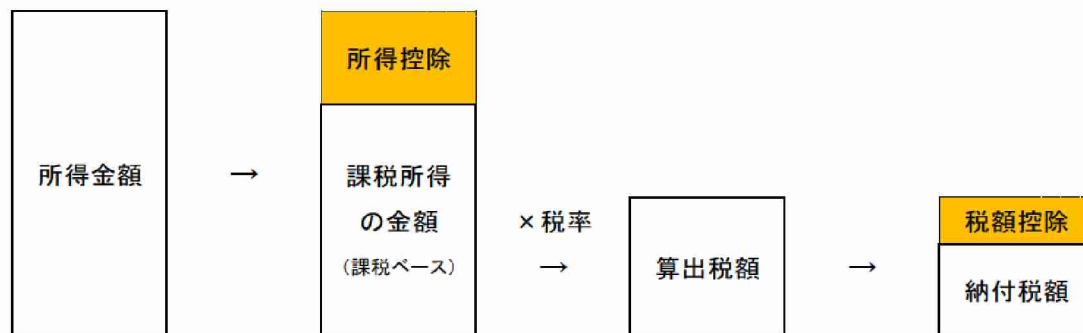 所得金額
→
所得控除
課税所得
の金額
(課税ベース)
×税率
→
算出税額
→
税額控除
納付税額